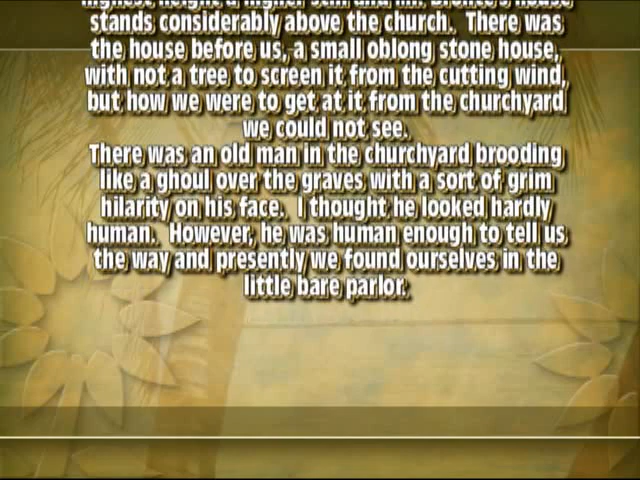 stands considerably above the church. There was
the house before us, a small oblong stone house,
with not a tree to screen it from the cutting wind,
but how we were to get at it from the churchyard
we could not see.
There was an old man in the churchyard brooding
like a ghoul over the graves with a sort of grim
hilarity on his face. I thought he looked hardly
human. However, he was human enough to tell us
the way and presently we found ourselves in the
little bare parlor.